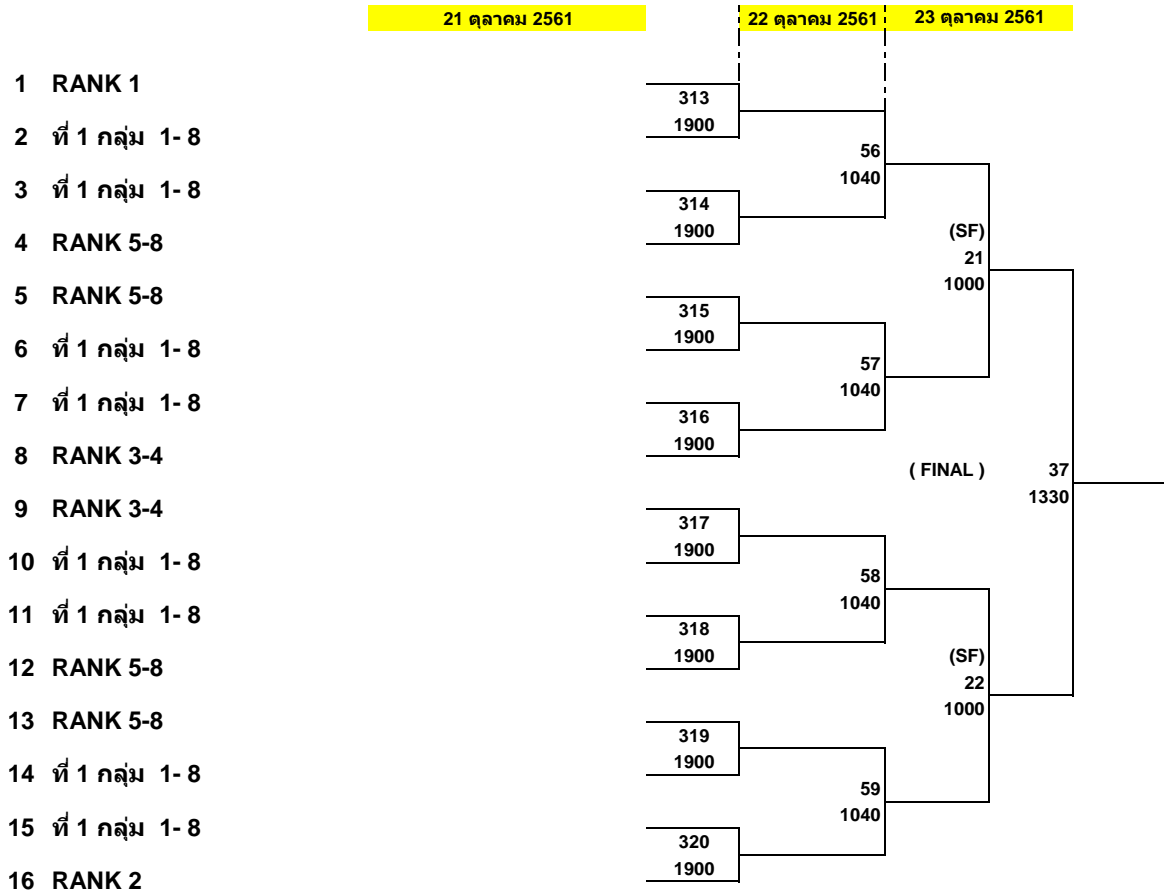 21 ตุลาคม 2561 22 ตุลาคม 2561 23 ตุลาคม 2561
1 RANK 1
313
1900
2 ที่ 1 กลุ่ม 1- 8
56
1040
3 ที่ 1 กลุ่ม 1- 8
314
1900
4 RANK 5-8
(SF)
21
1000
5 RANK 5-8
315
1900
6 ที่ 1 กลุ่ม 1- 8
57
1040
7 ที่ 1 กลุ่ม 1- 8
316
1900
8 RANK 3-4
( FINAL ) 37
1330
9 RANK 3-4
317
1900
10 ที่ 1 กลุ่ม 1- 8
58
1040
11 ที่ 1 กลุ่ม 1- 8
318
1900
12 RANK 5-8
(SF)
22
1000
13 RANK 5-8
319
1900
14 ที่ 1 กลุ่ม 1- 8
59
1040
15 ที่ 1 กลุ่ม 1- 8
320
1900
16 RANK 2